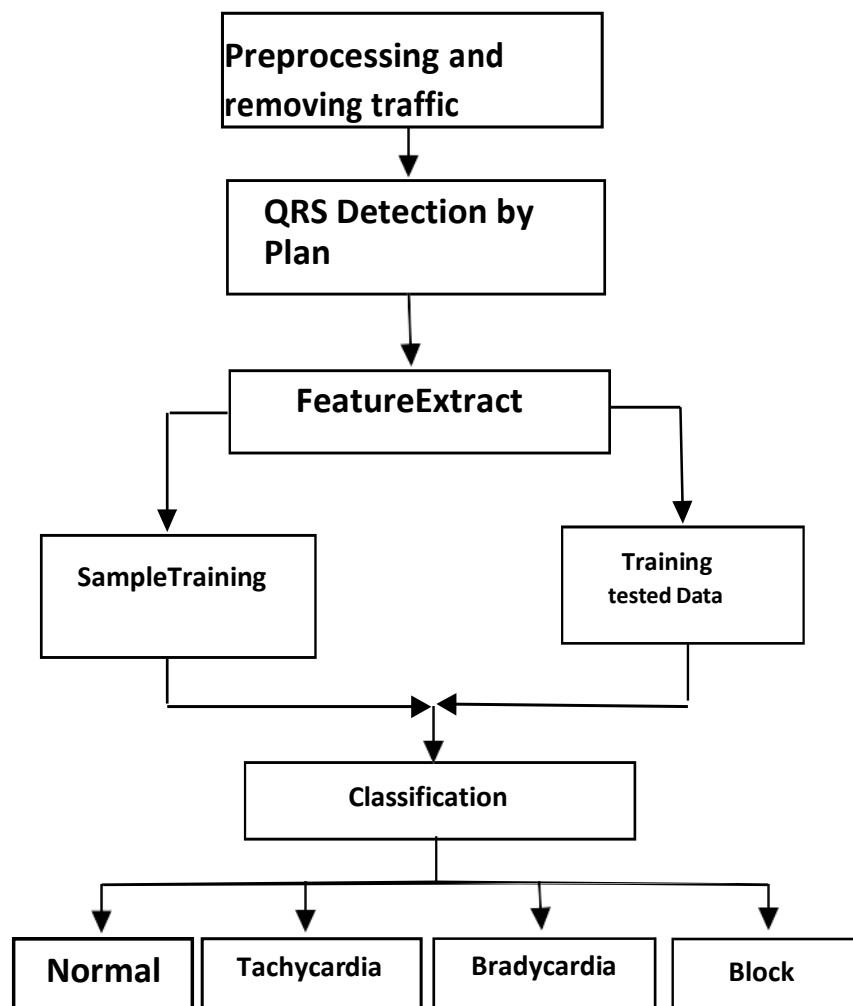 Preprocessing and
removing traffic
QRS Detection by
Plan
FeatureExtract
SampleTraining
Training
tested Data
Classification
Normal
Tachycardia
Bradycardia
Block